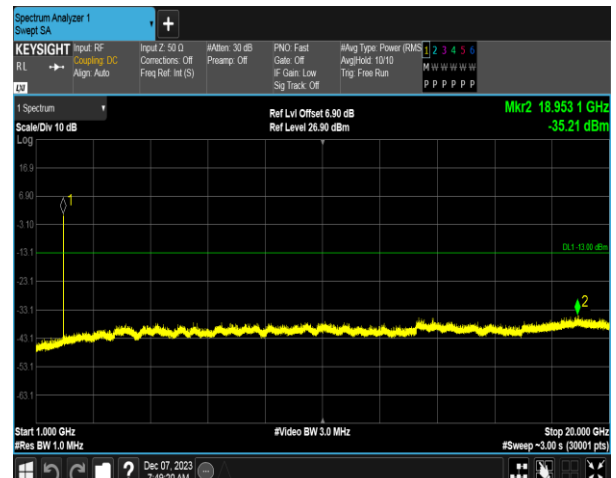 Spectrum Analyzer 1
Swept SA
+
KEYSIGHT
RL
Input: RF
Coupling: DC
Align: Auto
Input Z: 50 Ω
Corrections: Off
Freq Ref: Int (S)
#Atten: 30 dB
Preamp: Off
PNO: Fast
Gate: Off
IF Gain: Low
Sig Track: Off
#Avg Type: Power (RMS
Avg|Hold: 10/10
Trig: Free Run
1 2 3 4 5 6
M W W W W W
P P P P P P
LXI
1 Spectrum
Scale/Div 10 dB
Ref Lvl Offset 6.90 dB
Ref Level 26.90 dBm
Mkr2 18.953 1 GHz
-35.21 dBm
Log
16.9
6.90
-3.10
-13.1
-23.1
-33.1
-43.1
-53.1
-63.1
1
DL1 -13.00 dBm
2
Start 1.000 GHz
#Res BW 1.0 MHz
#Video BW 3.0 MHz
Stop 20.000 GHz
#Sweep ~3.00 s (30001 pts)
?
Dec 07, 2023
7:49:20 AM